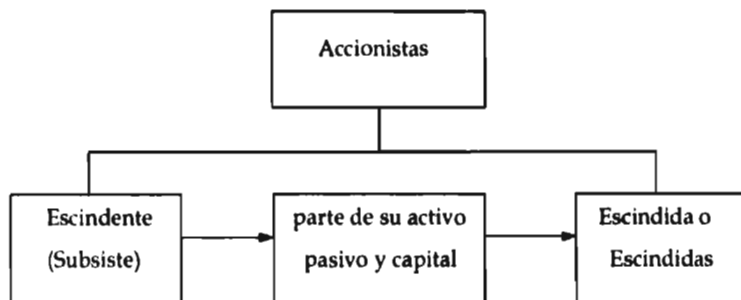 Accionistas
Escindente
(Subsiste)
parte de su activo
pasivo y capital
Escindida o
Escindidas